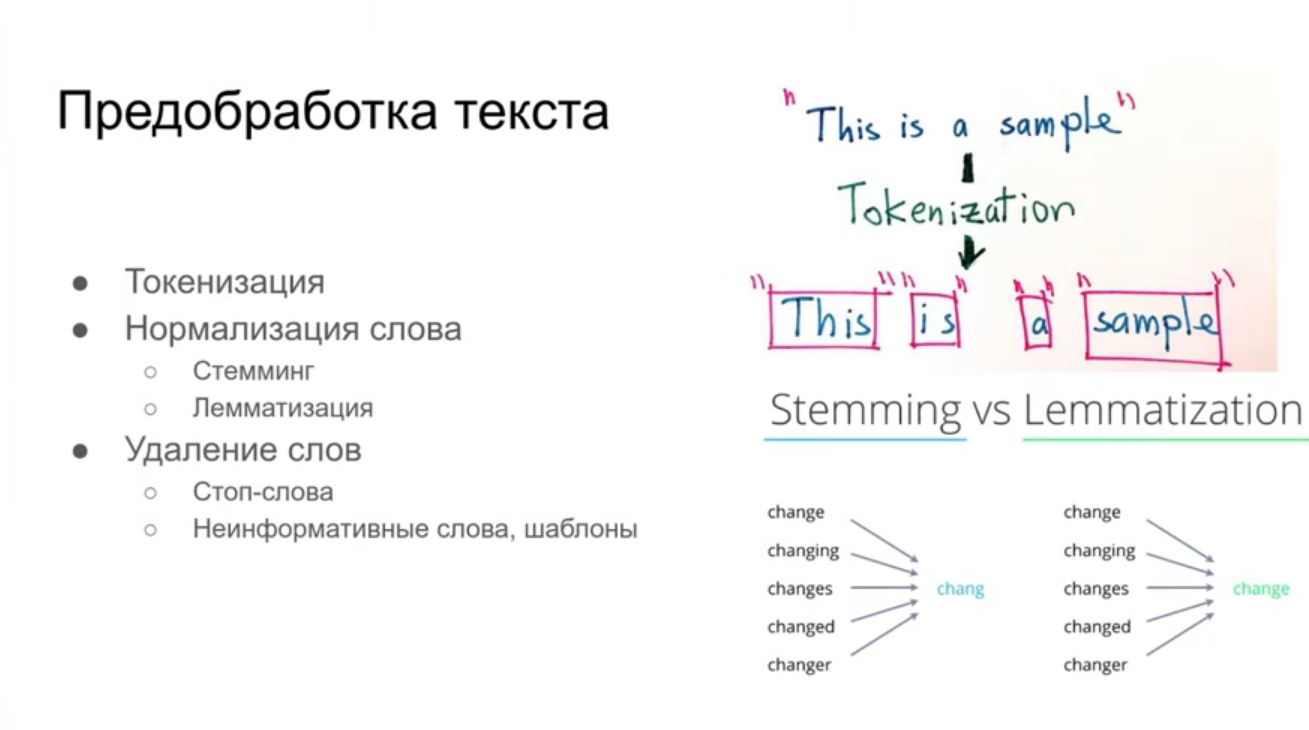 Предобработка текста
● Токенизация
● Нормализация слова
○ Стемминг
○ Лемматизация
● Удаление слов
○ Стоп-слова
○ Неинформативные слова, шаблоны
"This is a sample"
Tokenization
"This" "is" "a" "sample"
Stemming vs Lemmatization
change
changing
changes
changed
changer
chang
change
changing
changes
changed
changer
change